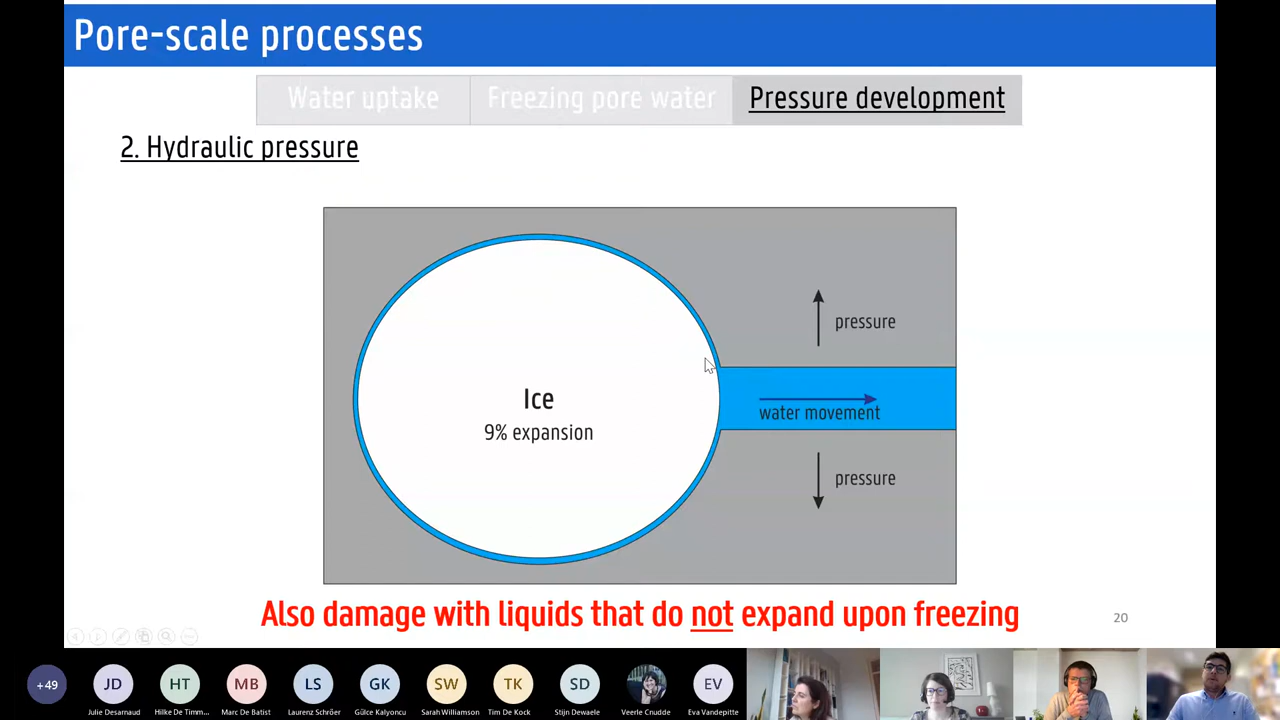 Pore-scale processes
Water uptake
Freezing pore water
Pressure development
2. Hydraulic pressure
pressure
Ice
9% expansion
water movement
pressure
Also damage with liquids that do not expand upon freezing
20
+49
JD
HT
MB
LS
GK
SW
TK
SD
EV
Julie Desarnaud
Hilke De Timm...
Marc De Batist
Laurenz Schröer
Gülce Kalyoncu
Sarah Williamson
Tim De Kock
Stijn Dewaele
Veerle Cnudde
Eva Vandepitte